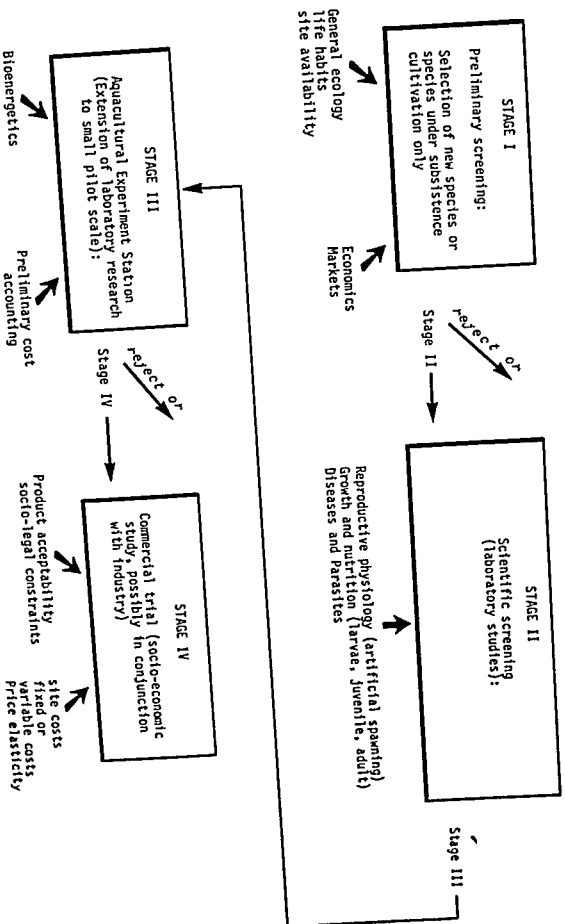 STAGE I
Preliminary screening:
Selection of new species or
species under subsistence
cultivation only
General ecology
life habits
site availability
Economics
Markets
reject or
Stage II
STAGE II
Scientific screening
(laboratory studies):
Reproductive physiology (artificial spawning)
Growth and nutrition (larvae, juvenile, adult)
Diseases and Parasites
Stage III
STAGE III
Aquacultural Experiment Station
(Extension of laboratory research
to small pilot scale):
Bioenergetics
Preliminary cost
accounting
reject or
Stage IV
STAGE IV
Commercial trial (socio-economic
study, possibly in conjunction
with industry)
Product acceptability
socio-legal constraints
site costs
fixed or
variable costs
Price elasticity